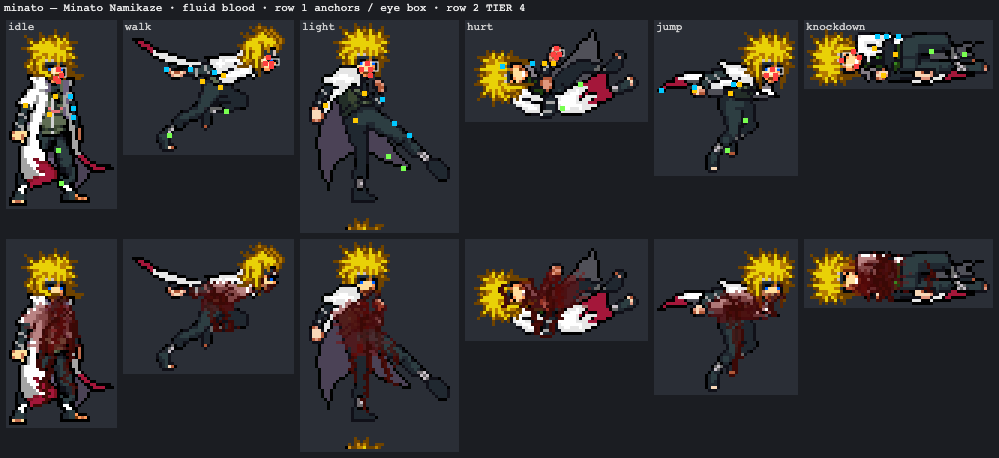 minato — Minato Namikaze · fluid blood · row 1 anchors / eye box · row 2 TIER 4
idle walk light hurt jump knockdown